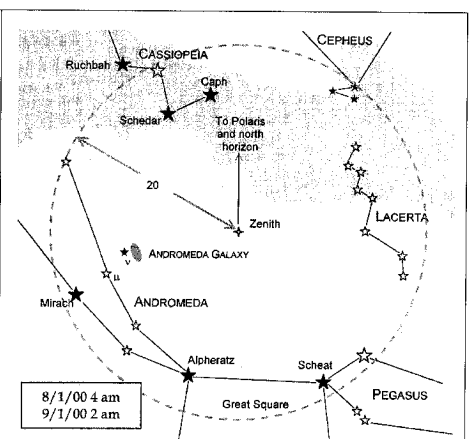 CEPHEUS
CASSIOPEIA
Ruchbah
Caph
Schedar
To Polaris
and north
horizon
20
LACERTA
Zenith
ANDROMEDA GALAXY
ν
μ
Mirach
ANDROMEDA
Alpheratz
Scheat
PEGASUS
Great Square
8/1/00 4 am
9/1/00 2 am